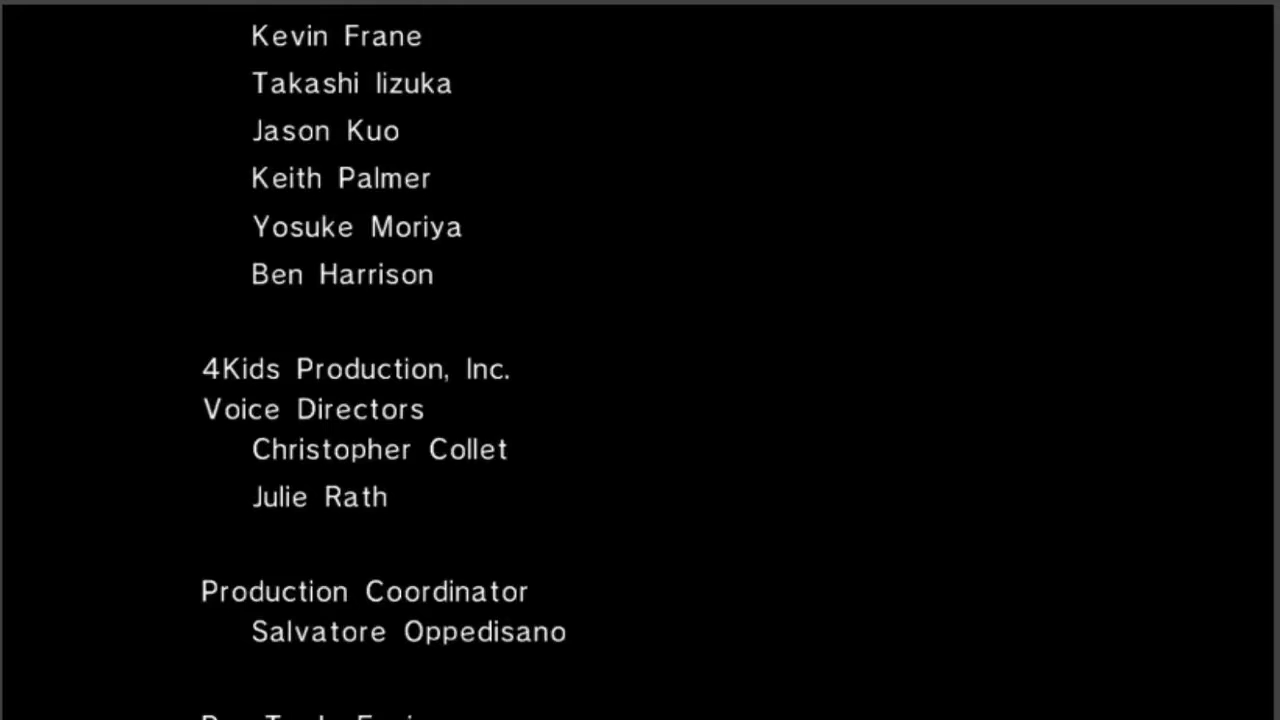 Kevin Frane
Takashi Iizuka
Jason Kuo
Keith Palmer
Yosuke Moriya
Ben Harrison
4Kids Production, Inc.
Voice Directors
Christopher Collet
Julie Rath
Production Coordinator
Salvatore Oppedisano